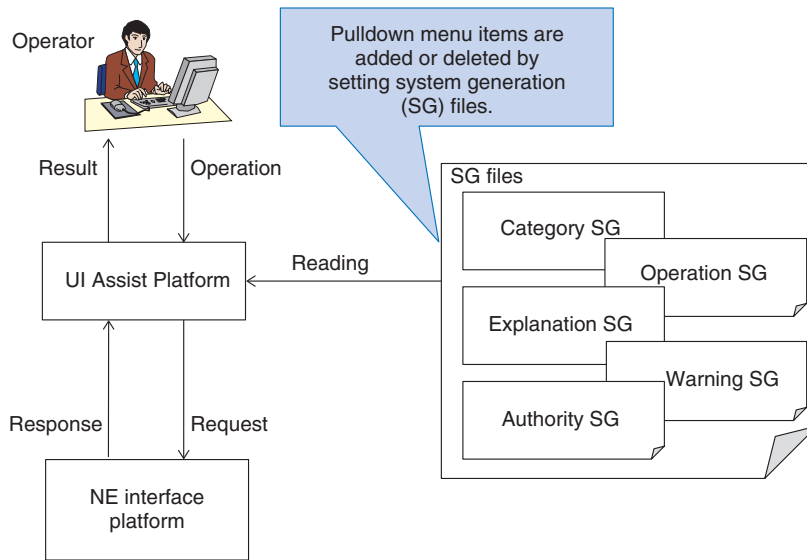 Operator
Pulldown menu items are
added or deleted by
setting system generation
(SG) files.
Result
Operation
SG files
Category SG
Operation SG
Explanation SG
Warning SG
Authority SG
Reading
UI Assist Platform
Response
Request
NE interface
platform